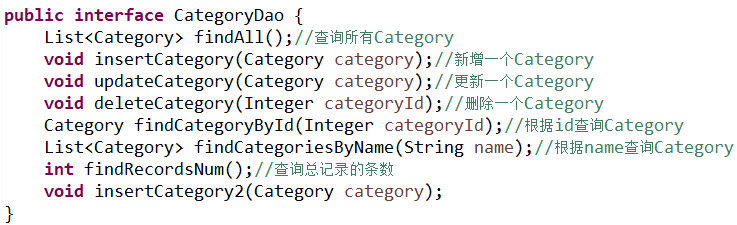 public interface CategoryDao {
    List<Category> findAll();//查询所有Category
    void insertCategory(Category category);//新增一个Category
    void updateCategory(Category category);//更新一个Category
    void deleteCategory(Integer categoryId);//删除一个Category
    Category findCategoryById(Integer categoryId);//根据id查询Category
    List<Category> findCategoriesByName(String name);//根据name查询Category
    int findRecordsNum();//查询总记录的条数
    void insertCategory2(Category category);
}